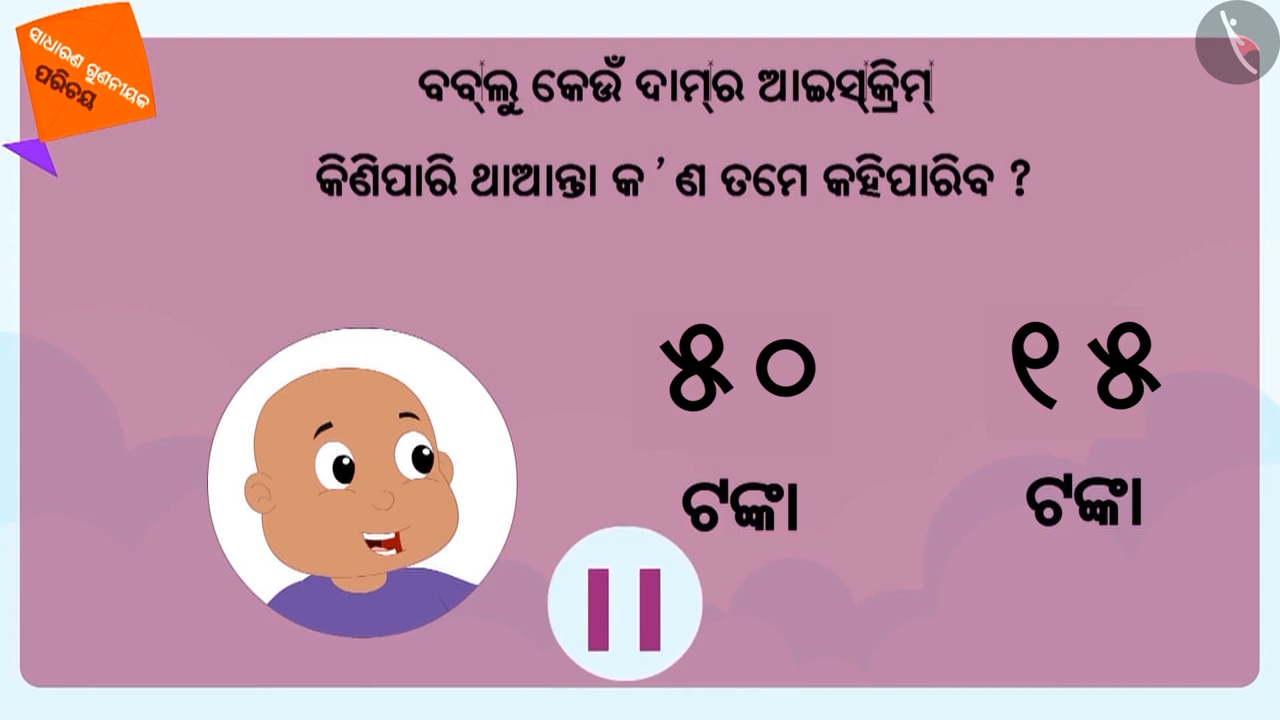 ସାଧାରଣ ଗୁଣନୀୟକ
ପରିଚୟ
ବବ୍‌ଲୁ କେଉଁ ଦାମ୍‌ର ଆଇସ୍‌କ୍ରିମ୍
କିଣିପାରି ଥାଆନ୍ତା କ ’ ଣ ତମେ କହିପାରିବ ?
୫୦ ୧୫
ଟଙ୍କା ଟଙ୍କା